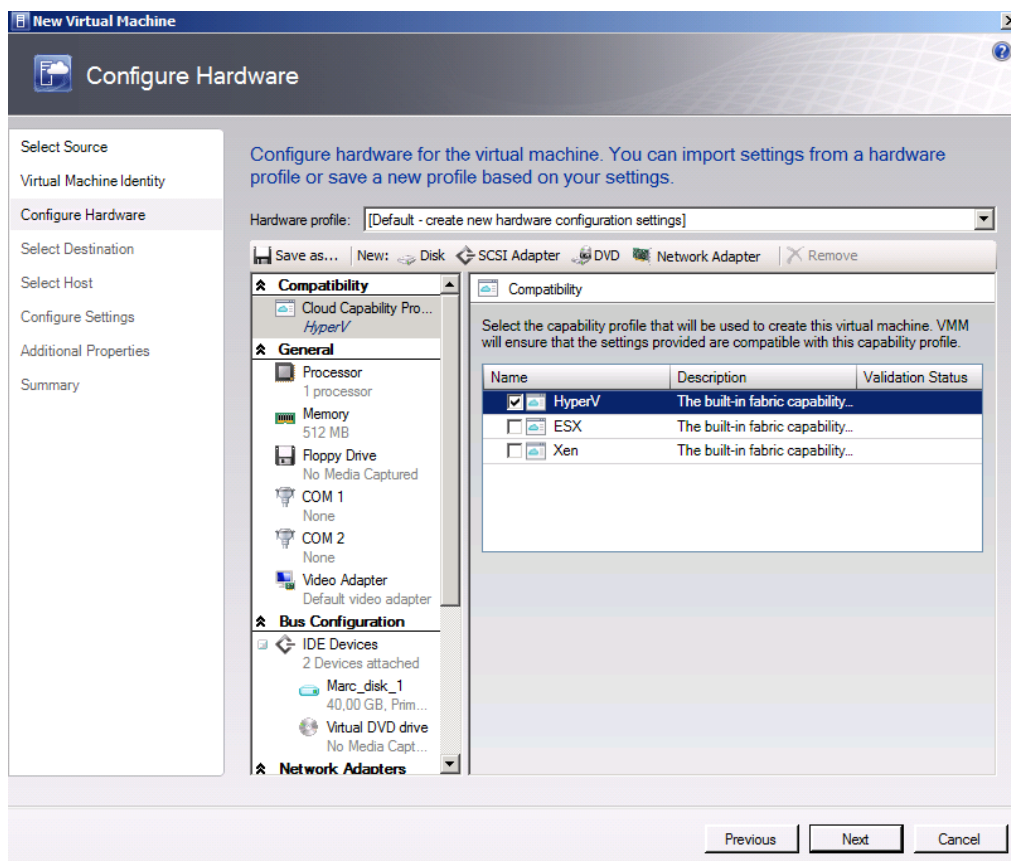 New Virtual Machine
Configure Hardware
Select Source
Virtual Machine Identity
Configure Hardware
Select Destination
Select Host
Configure Settings
Additional Properties
Summary
Configure hardware for the virtual machine. You can import settings from a hardware
profile or save a new profile based on your settings.
Hardware profile: [Default - create new hardware configuration settings]
Save as... New: Disk SCSI Adapter DVD Network Adapter Remove
Compatibility
Cloud Capability Pro...
HyperV
General
Processor
1 processor
Memory
512 MB
Floppy Drive
No Media Captured
COM 1
None
COM 2
None
Video Adapter
Default video adapter
Bus Configuration
IDE Devices
2 Devices attached
Marc_disk_1
40,00 GB, Prim...
Virtual DVD drive
No Media Capt...
Network Adapters
Compatibility
Select the capability profile that will be used to create this virtual machine. VMM
will ensure that the settings provided are compatible with this capability profile.
Name Description Validation Status
HyperV The built-in fabric capability...
ESX The built-in fabric capability...
Xen The built-in fabric capability...
Previous Next Cancel